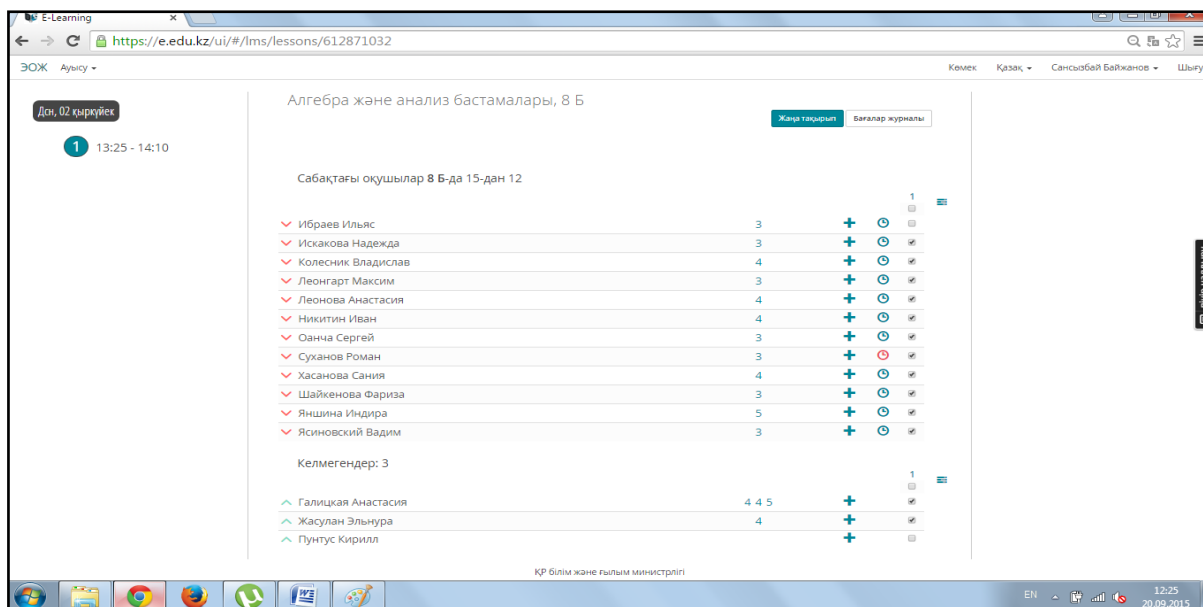 E-Learning
https://e.edu.kz/ui/#/lms/lessons/612871032
ЭОЖ Ауысу Көмек Қазақ Сансызбай Байжанов Шығу
Дсн, 02 қыркүйек
1 13:25 - 14:10
Алгебра және анализ бастамалары, 8 Б
Жаңа тақырып Бағалар журналы
Сабақтағы оқушылар 8 Б-да 15-дан 12
1
Ибраев Ильяс 3
Искакова Надежда 3
Колесник Владислав 4
Леонгарт Максим 3
Леонова Анастасия 4
Никитин Иван 4
Оанча Сергей 3
Суханов Роман 3
Хасанова Сания 4
Шайкенова Фариза 3
Яншина Индира 5
Ясиновский Вадим 3
Келмегендер: 3
1
Галицкая Анастасия 4 4 5
Жасулан Эльнура 4
Пунтус Кирилл
ҚР білім және ғылым министрлігі
EN 12:25
20.09.2015